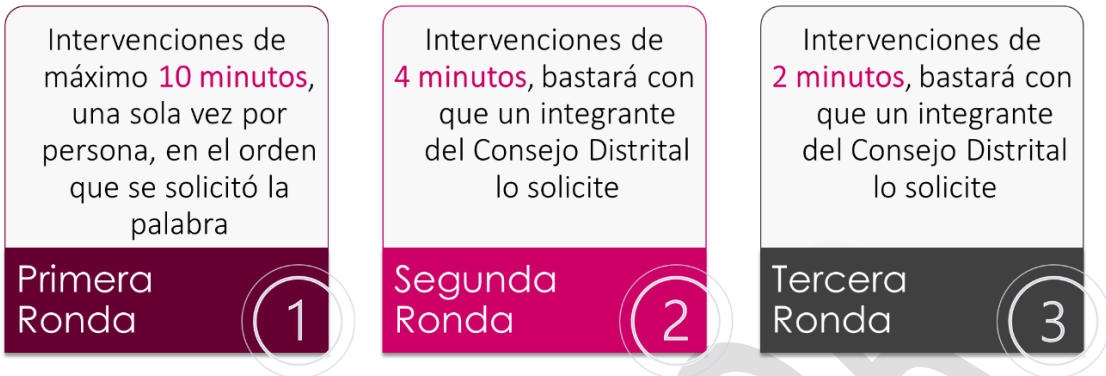 Intervenciones de
máximo 10 minutos,
una sola vez por
persona, en el orden
que se solicitó la
palabra
Primera
Ronda
1
Intervenciones de
4 minutos, bastará con
que un integrante
del Consejo Distrital
lo solicite
Segunda
Ronda
2
Intervenciones de
2 minutos, bastará con
que un integrante
del Consejo Distrital
lo solicite
Tercera
Ronda
3